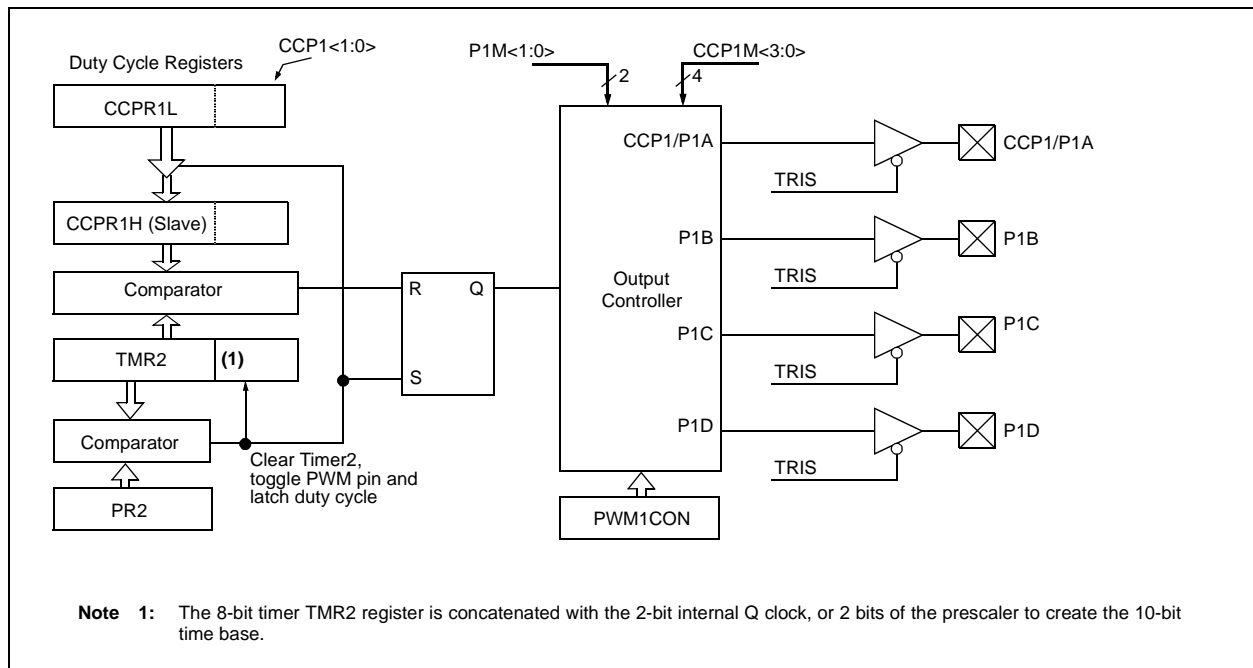 CCP1<1:0>
Duty Cycle Registers
CCPR1L
CCPR1H (Slave)
Comparator
TMR2
(1)
Comparator
PR2
Clear Timer2,
toggle PWM pin and
latch duty cycle
R
Q
S
P1M<1:0>
2
CCP1M<3:0>
4
Output
Controller
CCP1/P1A
P1B
P1C
P1D
PWM1CON
TRIS
CCP1/P1A
TRIS
P1B
TRIS
P1C
TRIS
P1D
Note 1: The 8-bit timer TMR2 register is concatenated with the 2-bit internal Q clock, or 2 bits of the prescaler to create the 10-bit
time base.